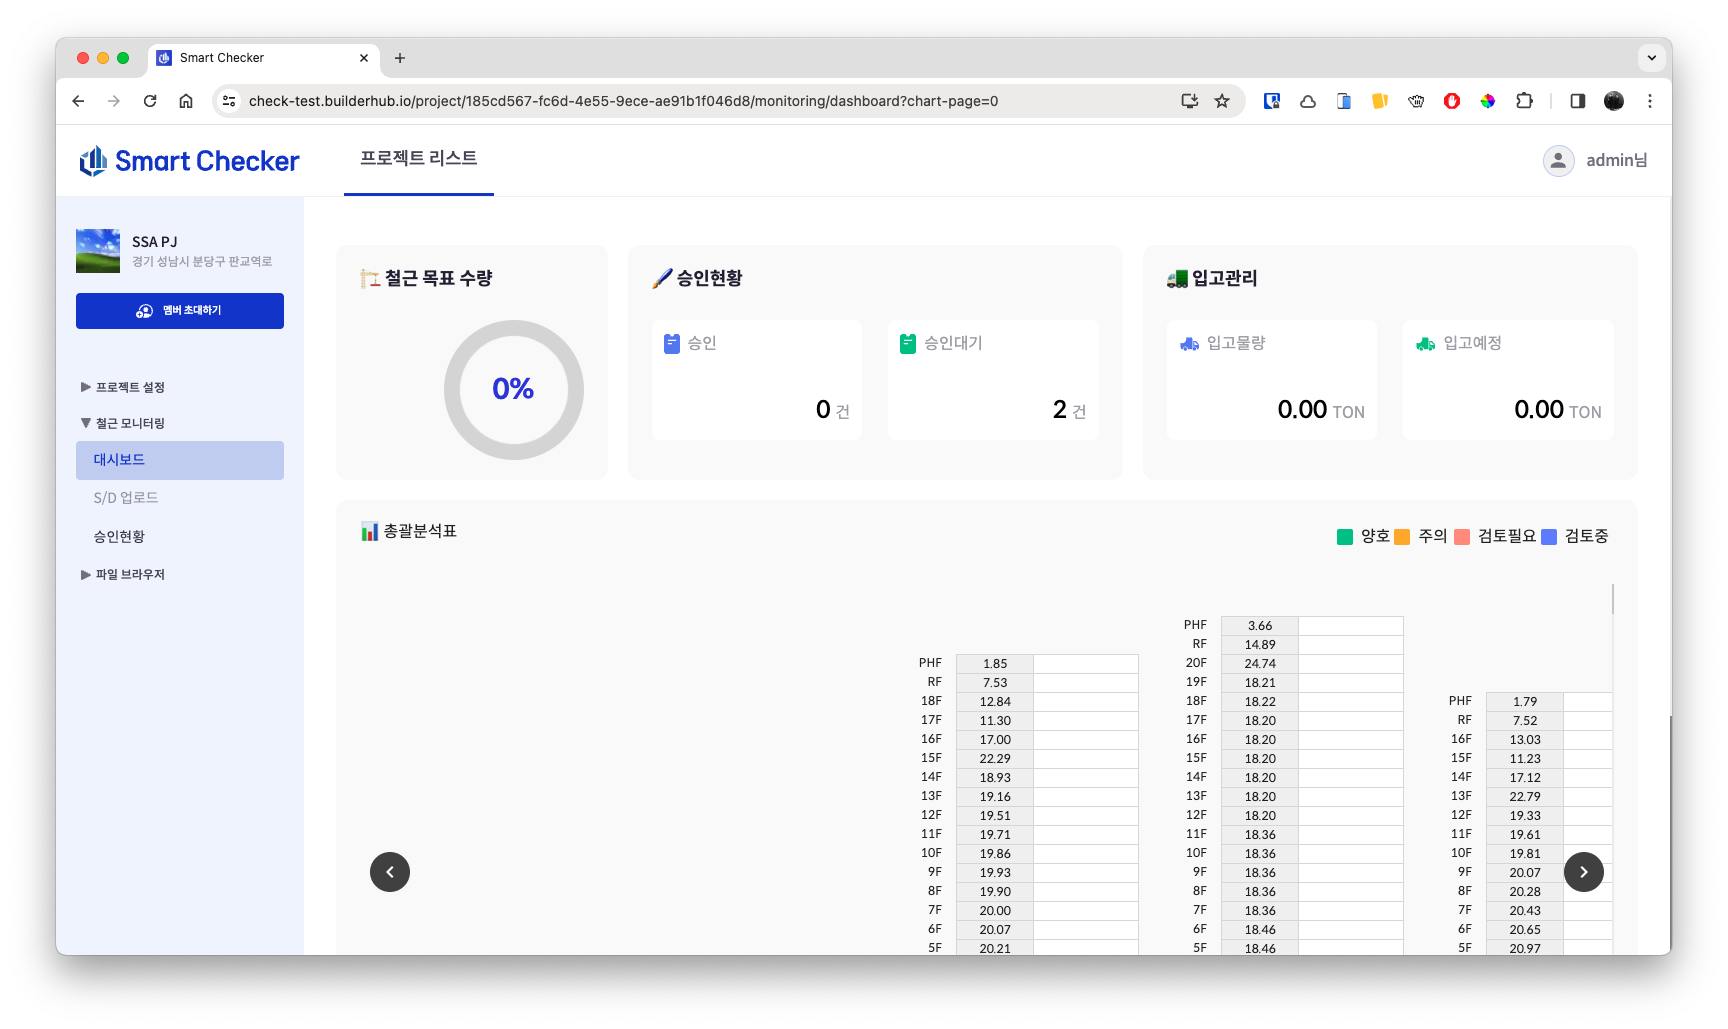 Smart Checker
check-test.builderhub.io/project/185cd567-fc6d-4e55-9ece-ae91b1f046d8/monitoring/dashboard?chart-page=0
Smart Checker
프로젝트 리스트
admin님
SSA PJ
경기 성남시 분당구 판교역로
멤버 초대하기
프로젝트 설정
철근 모니터링
대시보드
S/D 업로드
승인현황
파일 브라우저
철근 목표 수량
0%
승인현황
승인
0 건
승인대기
2 건
입고관리
입고물량
0.00 TON
입고예정
0.00 TON
총괄분석표
양호 주의 검토필요 검토중
PHF 1.85
RF 7.53
18F 12.84
17F 11.30
16F 17.00
15F 22.29
14F 18.93
13F 19.16
12F 19.51
11F 19.71
10F 19.86
9F 19.93
8F 19.90
7F 20.00
6F 20.07
5F 20.21
PHF 3.66
RF 14.89
20F 24.74
19F 18.21
18F 18.22
17F 18.20
16F 18.20
15F 18.20
14F 18.20
13F 18.20
12F 18.20
11F 18.36
10F 18.36
9F 18.36
8F 18.36
7F 18.36
6F 18.46
5F 18.46
PHF 1.79
RF 7.52
16F 13.03
15F 11.23
14F 17.12
13F 22.79
12F 19.33
11F 19.61
10F 19.81
9F 20.07
8F 20.28
7F 20.43
6F 20.65
5F 20.97